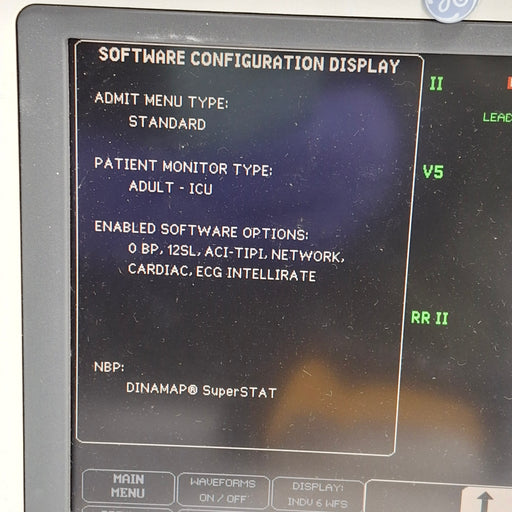 SOFTWARE CONFIGURATION DISPLAY
ADMIT MENU TYPE:
STANDARD
PATIENT MONITOR TYPE:
ADULT - ICU
ENABLED SOFTWARE OPTIONS:
0 BP, 12SL, ACI-TIPI, NETWORK,
CARDIAC, ECG INTELLIRATE
NBP:
DINAMAP® SuperSTAT
II
LEAD
V5
RR II
MAIN
MENU
WAVEFORMS
ON / OFF
DISPLAY:
INDV 6 WFS